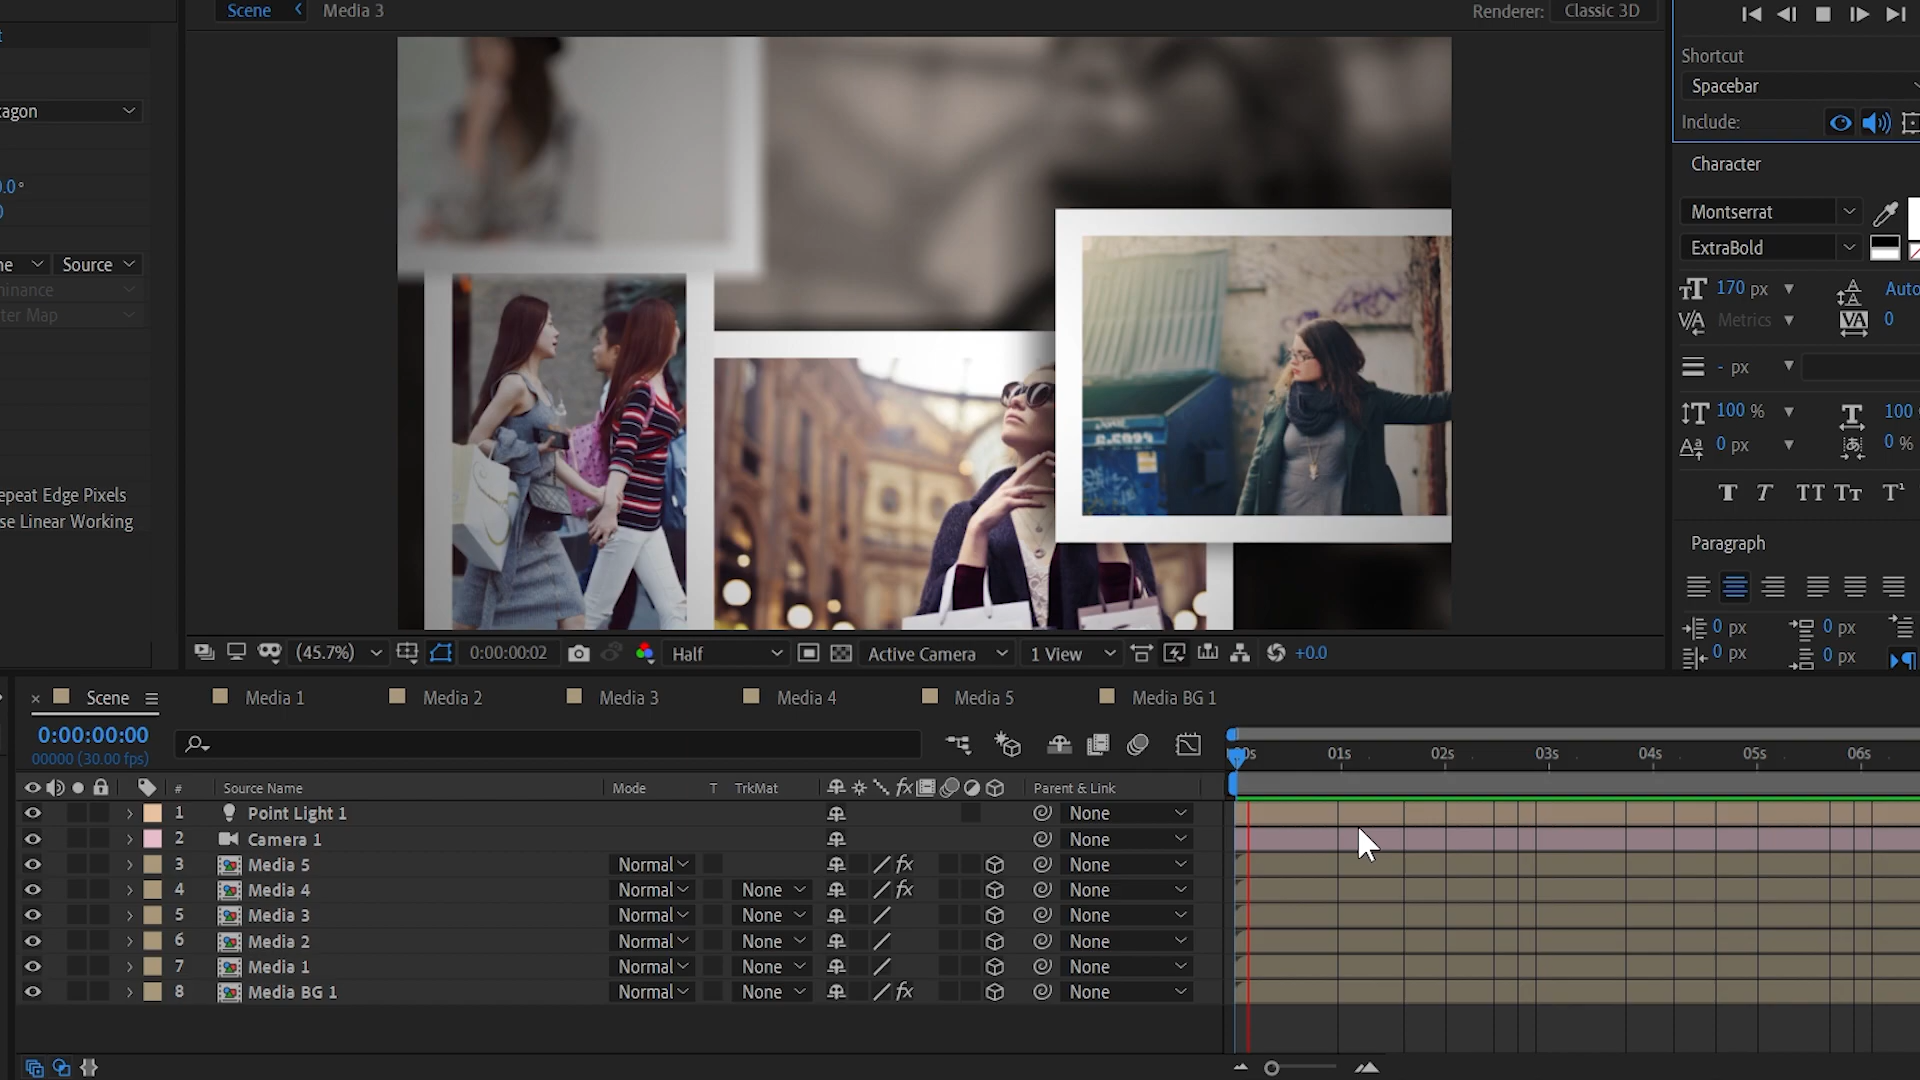 Scene
Media 3
Renderer:
Classic 3D
Shortcut
Spacebar
Include:
Character
Montserrat
ExtraBold
170 px
Auto
Metrics
0
- px
100 %
100
0 px
0 %
Paragraph
0 px
0 px
0 px
0 px
Source
epeat Edge Pixels
se Linear Working
(45.7%)
0:00:00:02
Half
Active Camera
1 View
+0.0
Scene
Media 1
Media 2
Media 3
Media 4
Media 5
Media BG 1
0:00:00:00
00000 (30.00 fps)
01s
02s
03s
04s
05s
06s
#
Source Name
Mode
T
TrkMat
Parent & Link
1 Point Light 1 None
2 Camera 1 None
3 Media 5 Normal None
4 Media 4 Normal None None
5 Media 3 Normal None None
6 Media 2 Normal None None
7 Media 1 Normal None None
8 Media BG 1 Normal None None